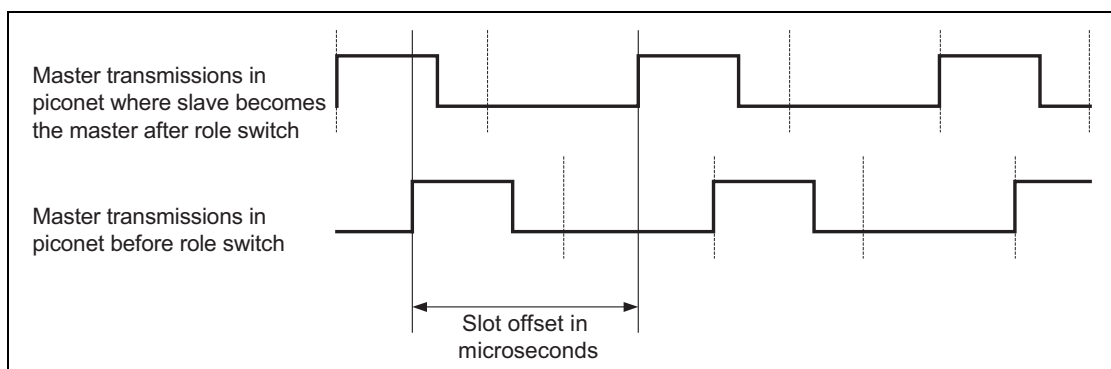 Master transmissions in
piconet where slave becomes
the master after role switch
Master transmissions in
piconet before role switch
Slot offset in
microseconds